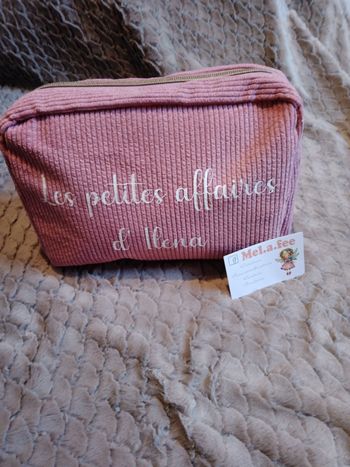 Les petites affaires
d' Ilena
Mel.a.fee